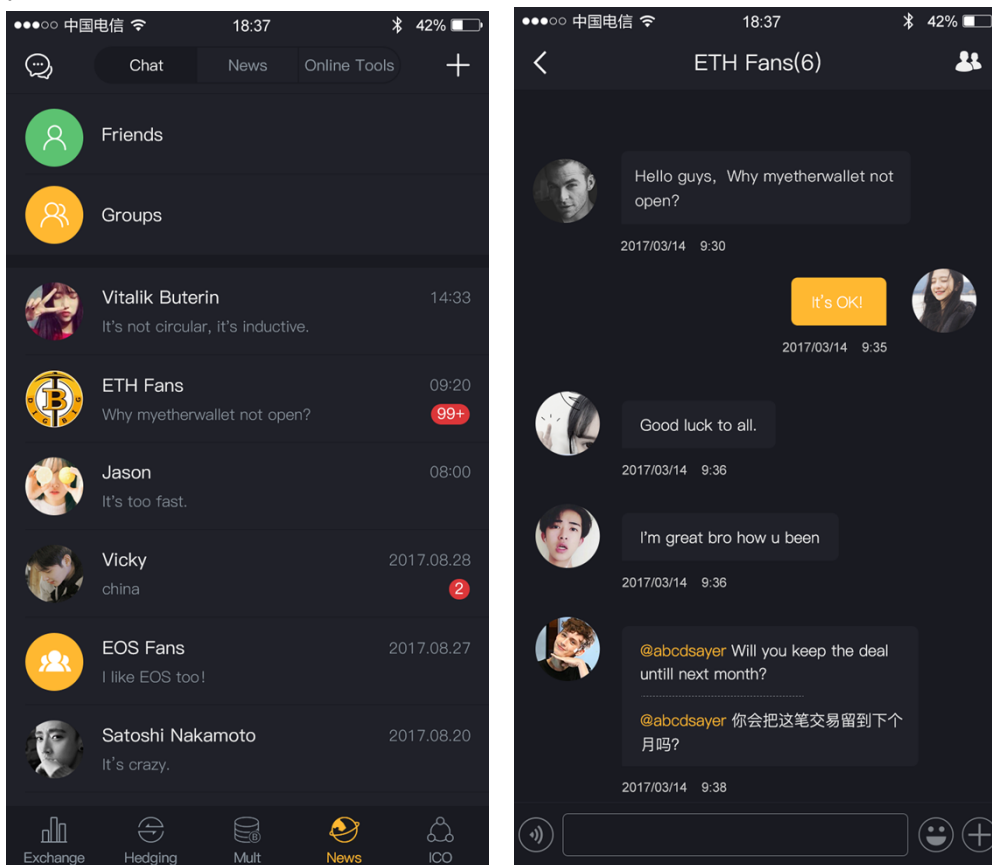 中国电信 18:37 42%
Chat News Online Tools
Friends
Groups
Vitalik Buterin 14:33
It's not circular, it's inductive.
ETH Fans 09:20
Why myetherwallet not open? 99+
Jason 08:00
It's too fast.
Vicky 2017.08.28
china 2
EOS Fans 2017.08.27
I like EOS too!
Satoshi Nakamoto 2017.08.20
It's crazy.
Exchange Hedging Mult News ICO
中国电信 18:37 42%
ETH Fans(6)
Hello guys, Why myetherwallet not
open?
2017/03/14 9:30
It's OK!
2017/03/14 9:35
Good luck to all.
2017/03/14 9:36
I'm great bro how u been
2017/03/14 9:36
@abcdsayer Will you keep the deal
untill next month?
@abcdsayer 你会把这笔交易留到下个
月吗?
2017/03/14 9:38